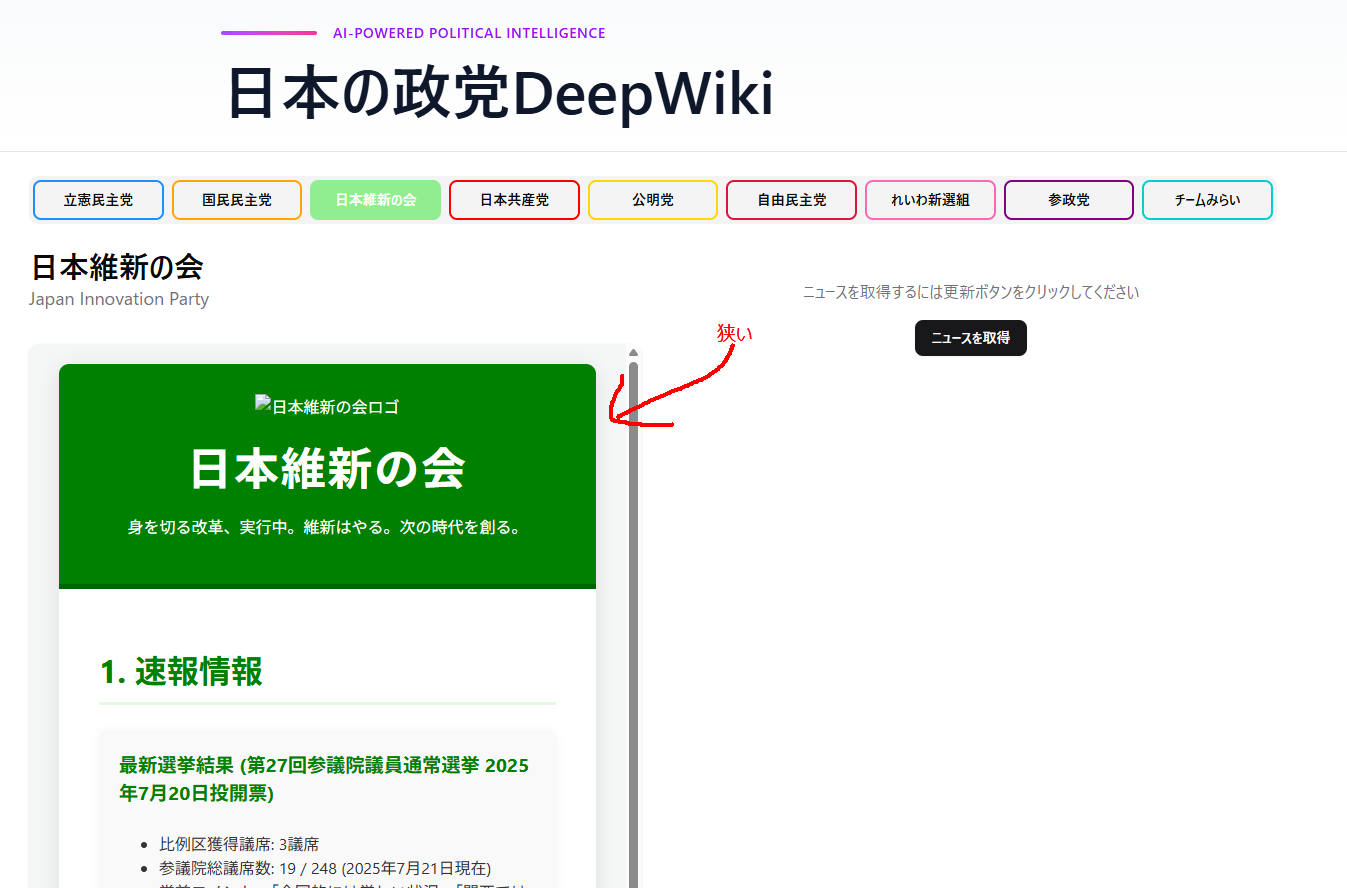 AI-POWERED POLITICAL INTELLIGENCE
日本の政党DeepWiki
立憲民主党
国民民主党
日本維新の会
日本共産党
公明党
自由民主党
れいわ新選組
参政党
チームみらい
日本維新の会
Japan Innovation Party
ニュースを取得するには更新ボタンをクリックしてください
ニュースを取得
狭い
日本維新の会ロゴ
日本維新の会
身を切る改革、実行中。維新はやる。次の時代を創る。
1. 速報情報
最新選挙結果 (第27回参議院議員通常選挙 2025
年7月20日投開票)
比例区獲得議席: 3議席
参議院総議席数: 19 / 248 (2025年7月21日現在)